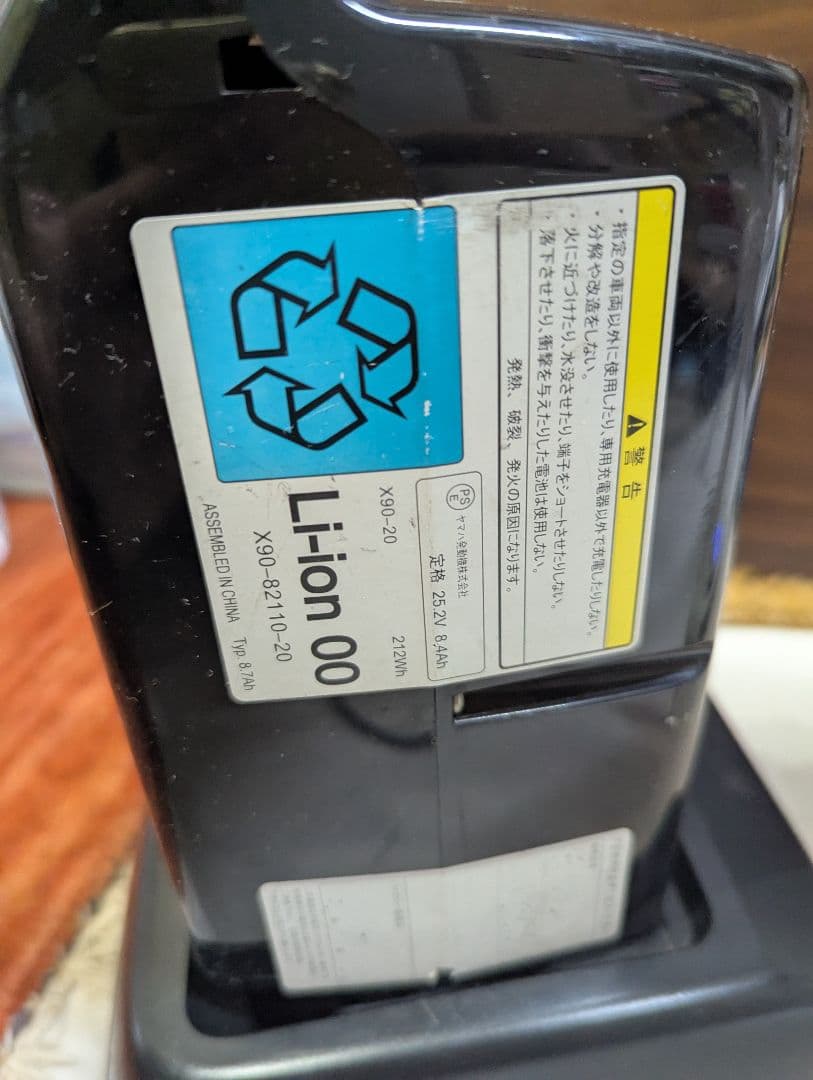 警告
・指定の車両以外に使用したり、専用充電器以外で充電したりしない。
・分解や改造をしない。
・火に近づけたり、水没させたり、端子をショートさせたりしない。
・落下させたり、衝撃を与えたりした電池は使用しない。
発熱、破裂、発火の原因になります。
PS
E
ヤマハ発動機株式会社
定格 25.2V 8.4Ah
X90-20
212Wh
Li-ion 00
X90-82110-20
ASSEMBLED IN CHINA Typ. 8.7Ah